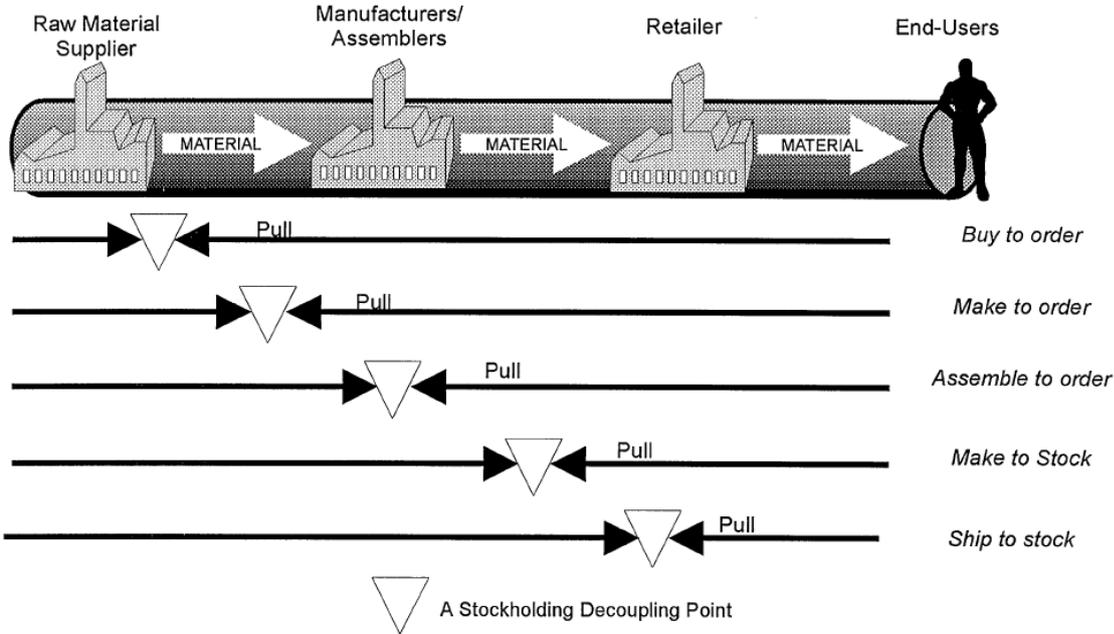 Raw Material
Supplier
Manufacturers/
Assemblers
Retailer
End-Users
MATERIAL
MATERIAL
MATERIAL
Pull
Buy to order
Pull
Make to order
Pull
Assemble to order
Pull
Make to Stock
Pull
Ship to stock
A Stockholding Decoupling Point